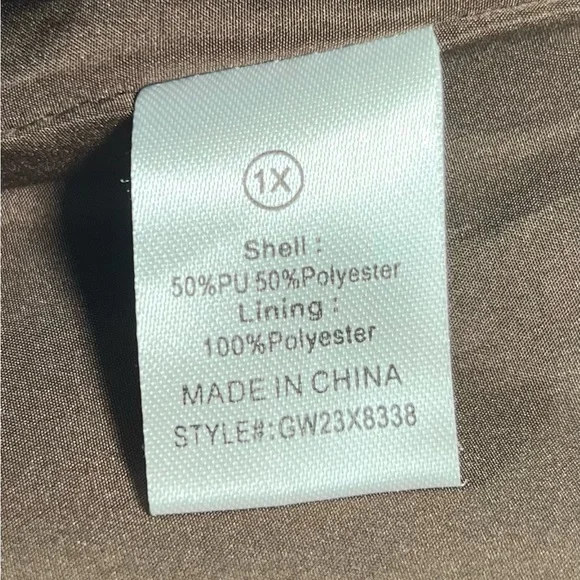 1X
Shell :
50%PU 50%Polyester
Lining :
100%Polyester
MADE IN CHINA
STYLE#:GW23X8338